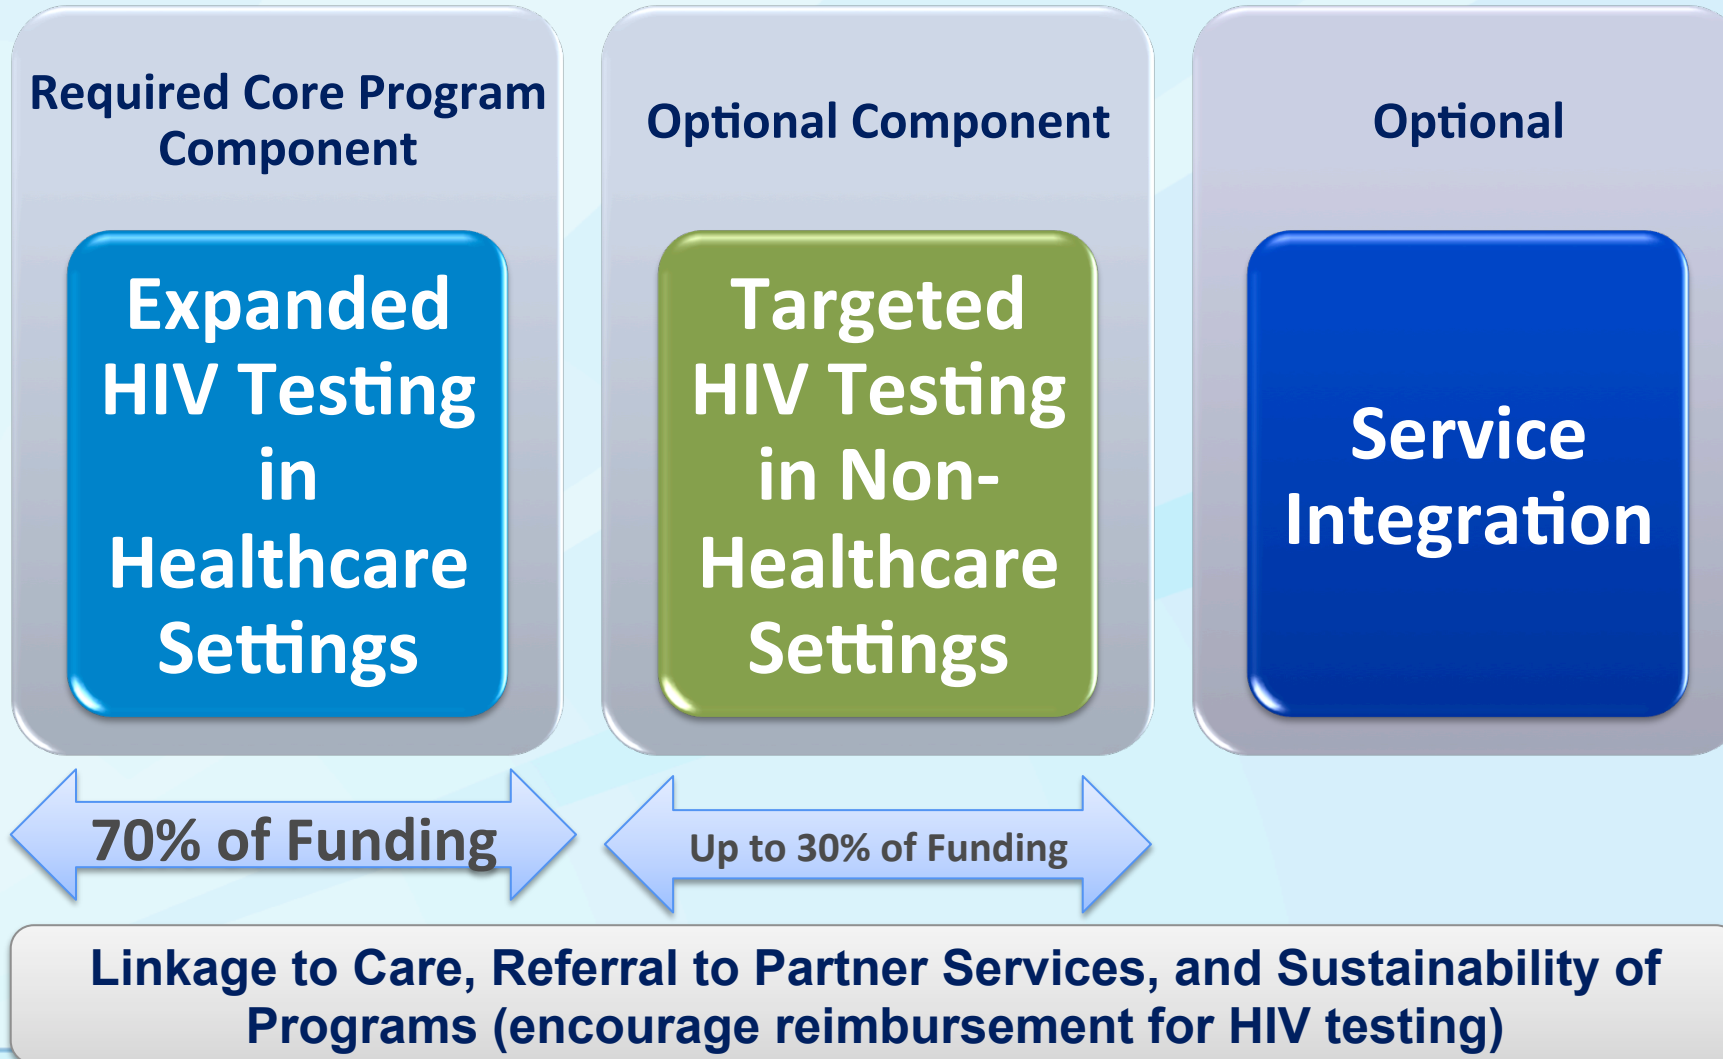 Required Core Program
Component
Expanded
HIV Testing
in
Healthcare
Settings
70% of Funding
Optional Component
Targeted
HIV Testing
in Non-
Healthcare
Settings
Up to 30% of Funding
Optional
Service
Integration
Linkage to Care, Referral to Partner Services, and Sustainability of
Programs (encourage reimbursement for HIV testing)